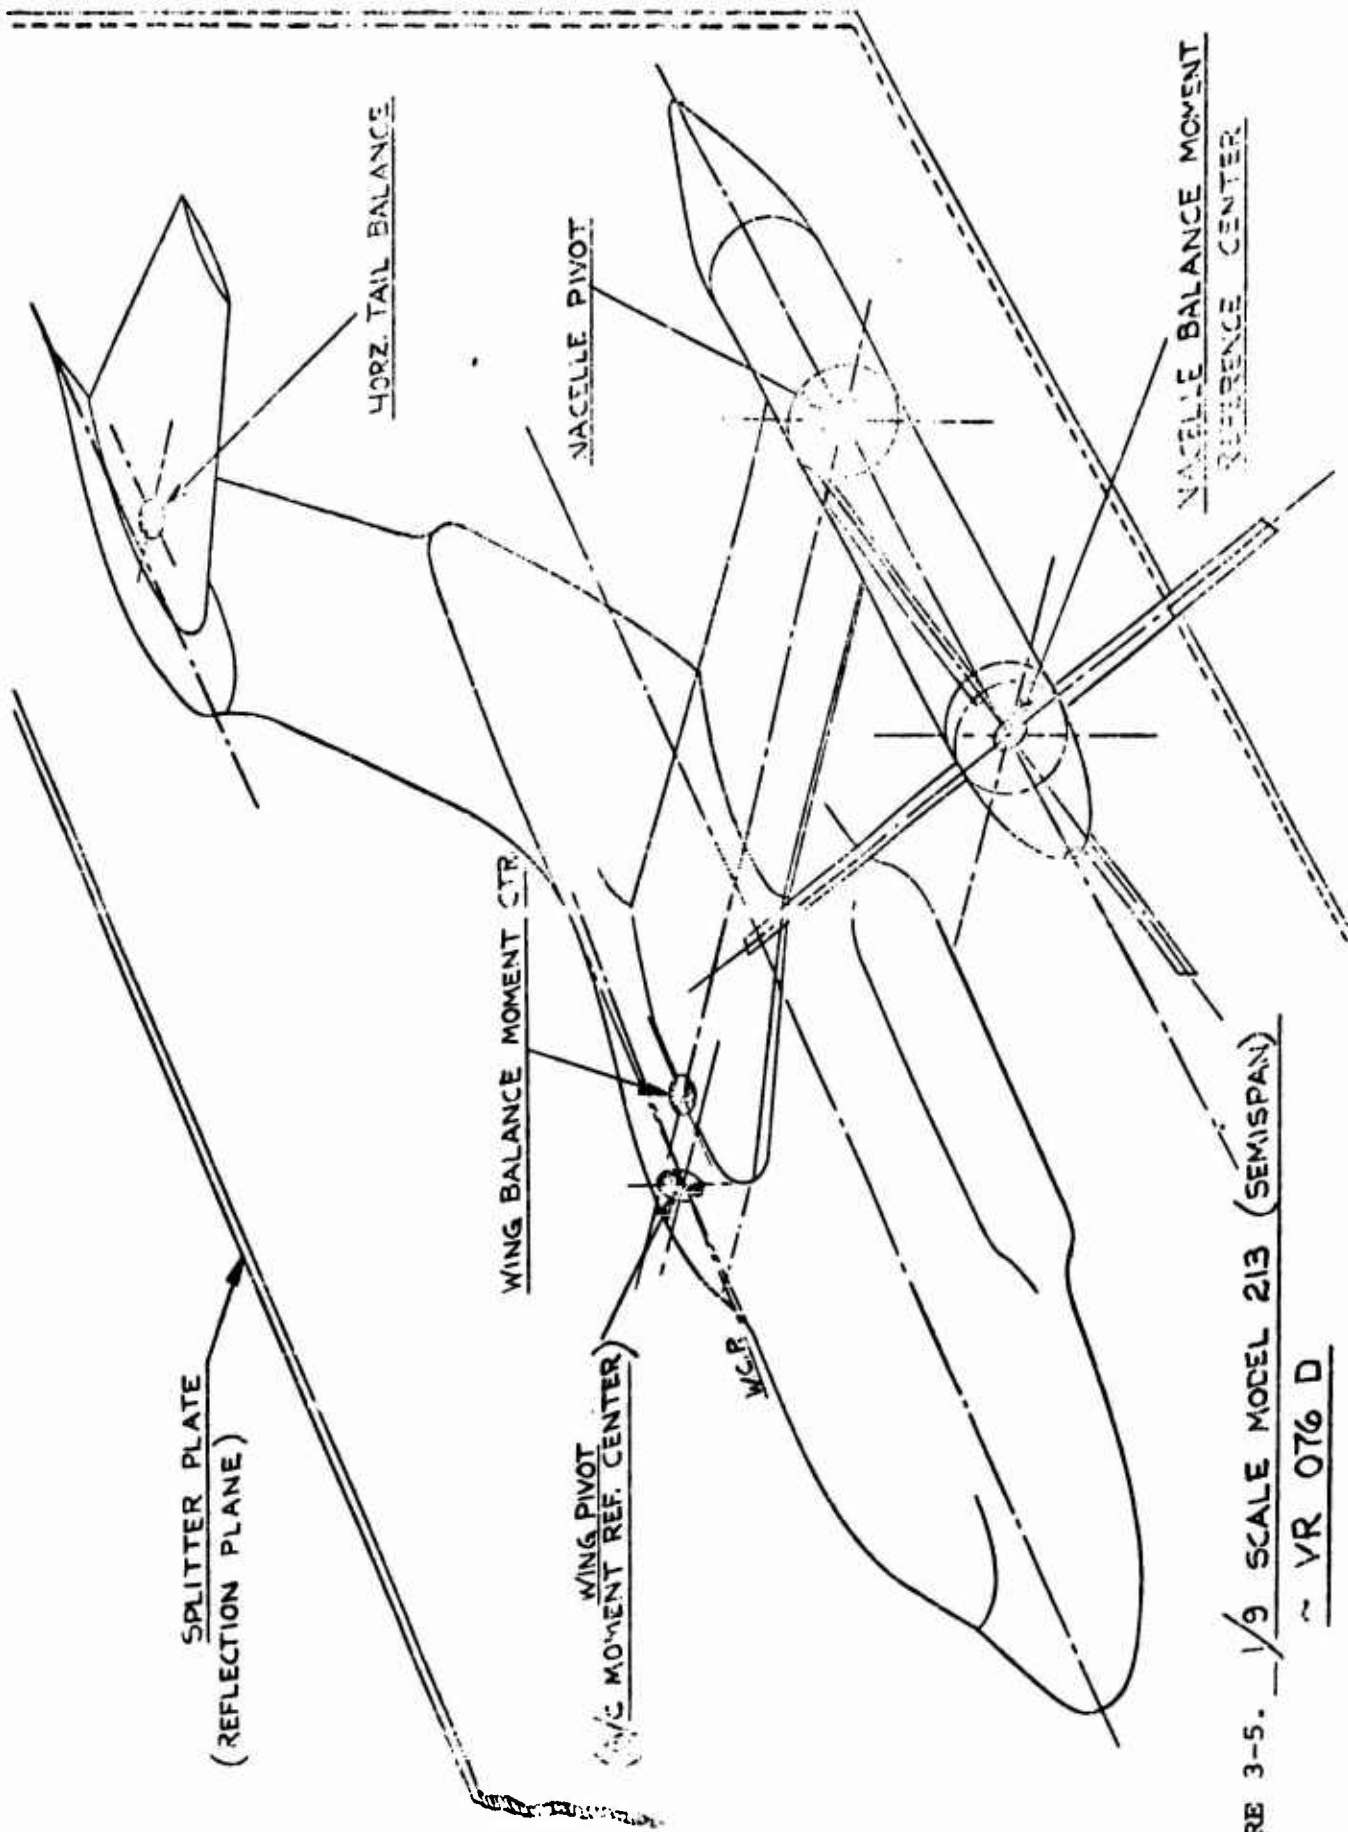 SPLITTER PLATE
(REFLECTION PLANE)
WING BALANCE MOMENT CTR.
HORZ. TAIL BALANCE
WING PIVOT
(A/C MOMENT REF. CENTER)
W.C.P.
NACELLE PIVOT
NACELLE BALANCE MOMENT
REFERENCE CENTER
RE 3-5. 1/9 SCALE MODEL 213 (SEMISPAN)
~ VR 076 D